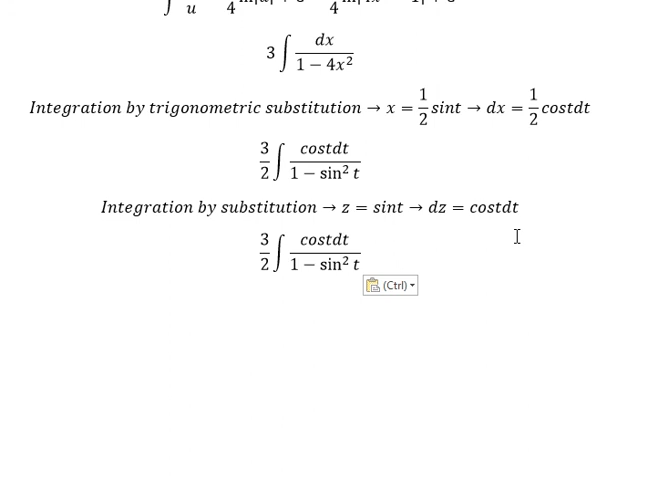 3 ∫ dx / (1 − 4x²)
Integration by trigonometric substitution → x = 1/2 sint → dx = 1/2 costdt
3/2 ∫ costdt / (1 − sin² t)
Integration by substitution → z = sint → dz = costdt
3/2 ∫ costdt / (1 − sin² t)
(Ctrl)